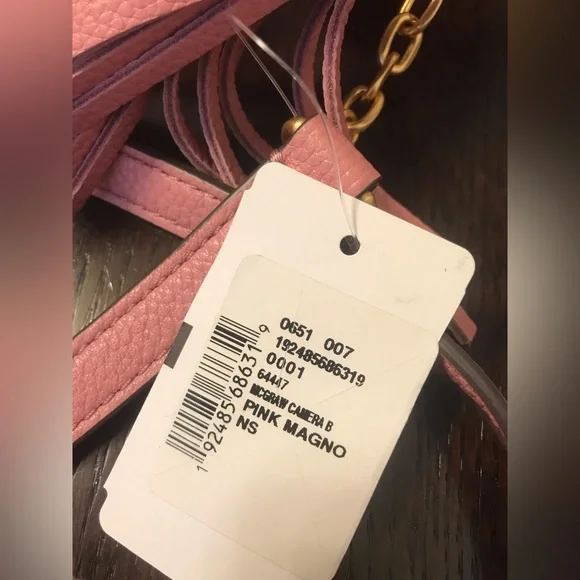 0651 007
192485686319
0001
64447
MCGRAW CAMERA B
PINK MAGNO
NS
192485686319